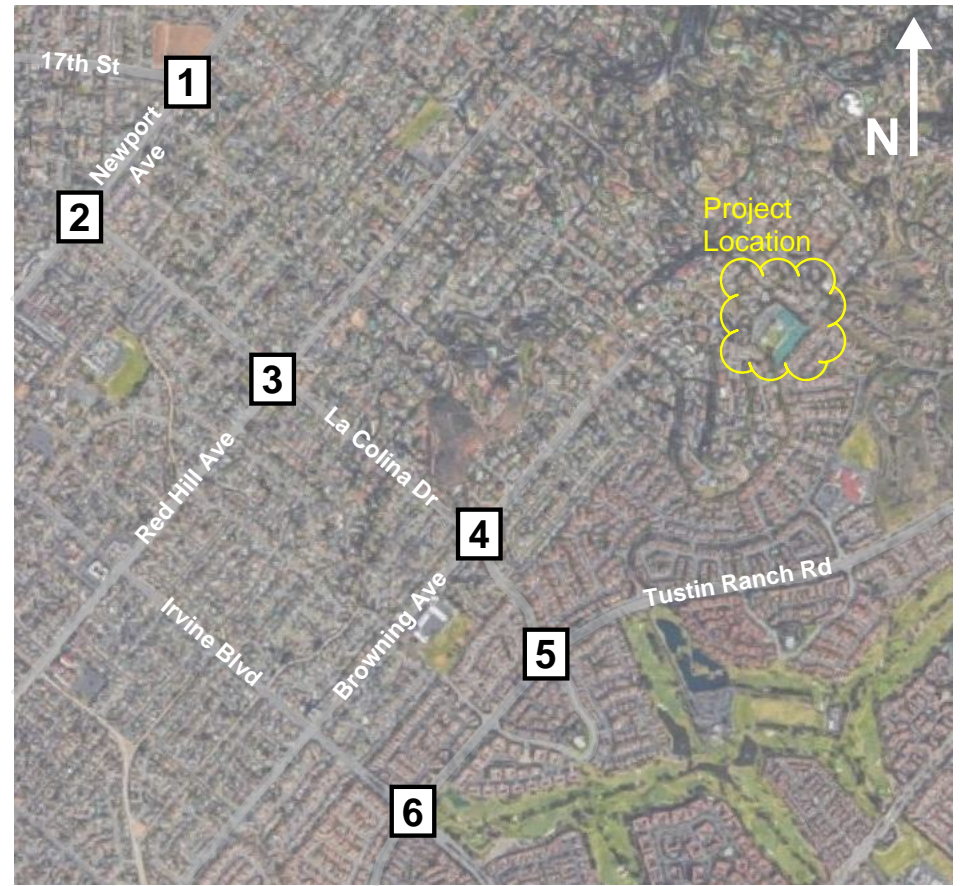 17th St
1
Newport
Ave
N
2
Project
Location
3
La Colina Dr
Red Hill Ave
4
Tustin Ranch Rd
Irvine Blvd
Browning Ave
5
6